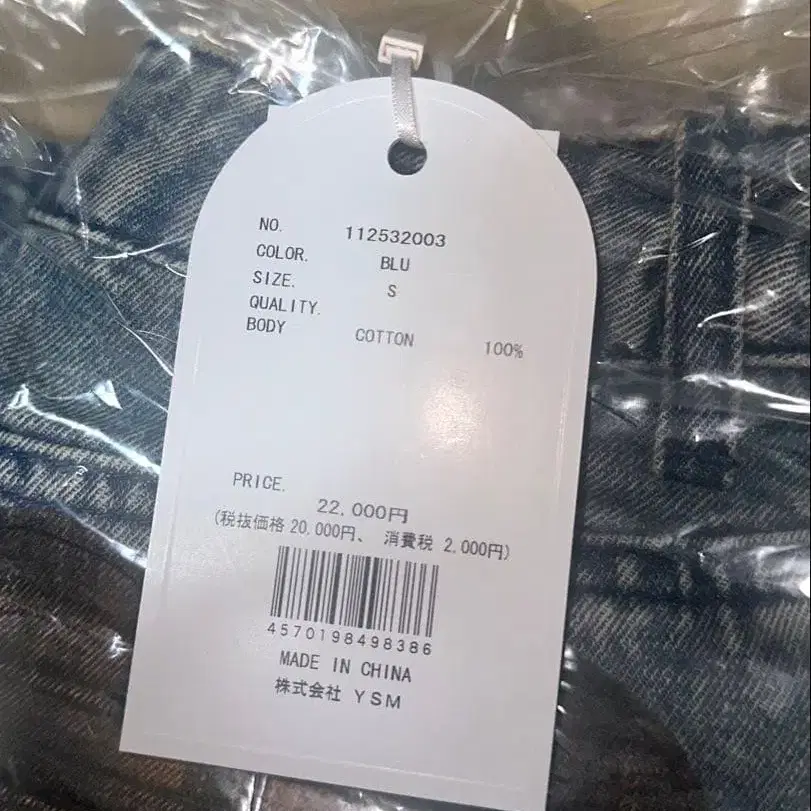 NO. 112532003
COLOR. BLU
SIZE. S
QUALITY.
BODY COTTON 100%
PRICE.
22,000円
(税抜価格 20,000円、 消費税 2,000円)
4570198498386
MADE IN CHINA
株式会社 YSM